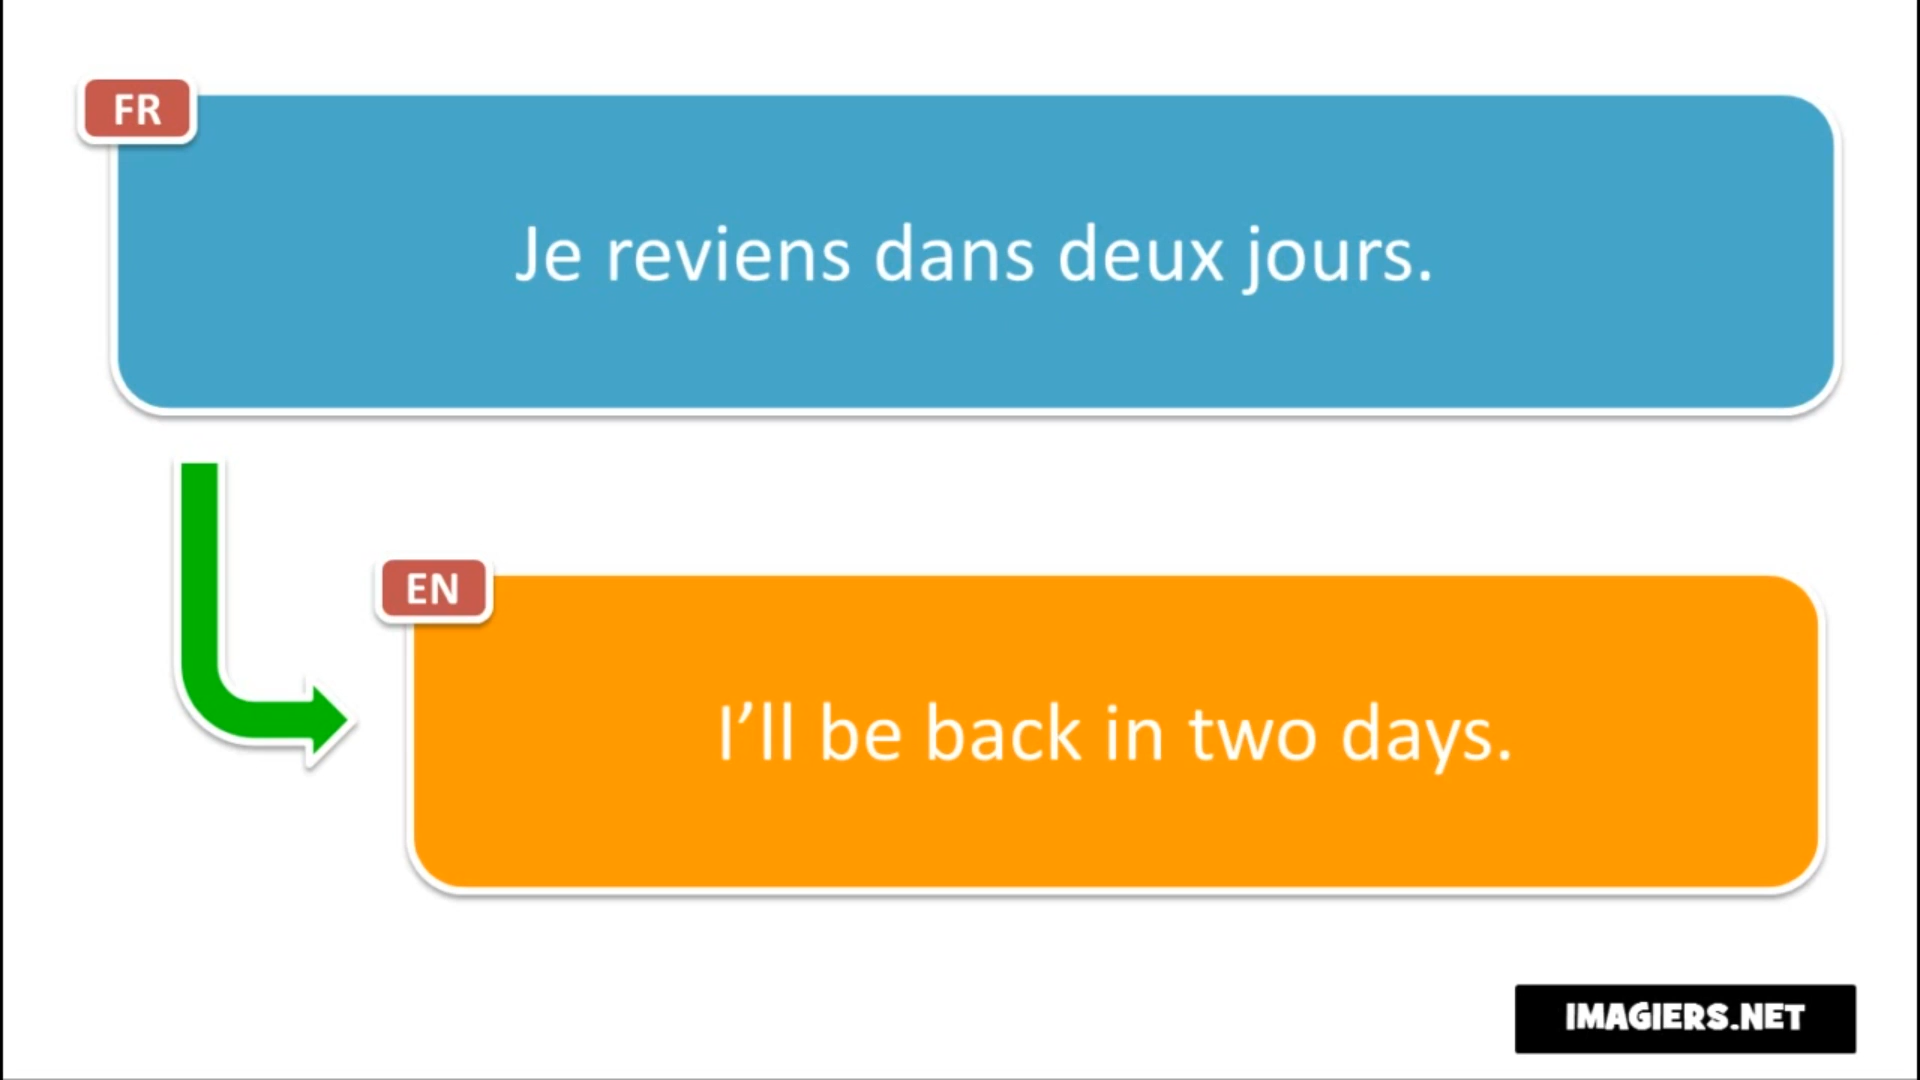 FR
Je reviens dans deux jours.
EN
I’ll be back in two days.
IMAGIERS.NET